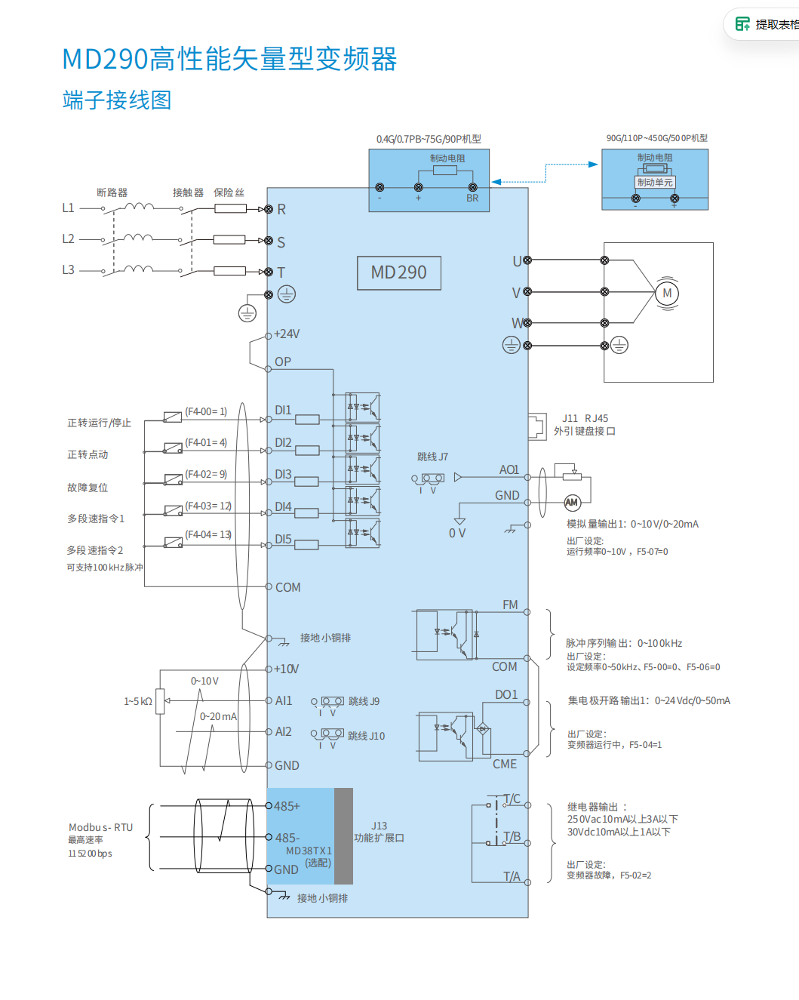 提取表格
MD290高性能矢量型变频器
端子接线图
0.4G/0.7PB~75G/90P机型
90G/110P~450G/500P机型
制动电阻
制动电阻
制动单元
- + BR
- +
断路器 接触器 保险丝
L1 R
L2 S
L3 T
MD290
U
V
W
M
+24V
OP
正转运行/停止 (F4-00=1) DI1
正转点动 (F4-01=4) DI2
故障复位 (F4-02=9) DI3
多段速指令1 (F4-03=12) DI4
多段速指令2 (F4-04=13) DI5
可支持100kHz脉冲
COM
J11 RJ45
外引键盘接口
跳线J7
I V
AO1
GND
0V
AM
模拟量输出1：0~10V/0~20mA
出厂设定:
运行频率0~10V ，F5-07=0
接地小铜排
+10V
0~10V
1~5kΩ AI1
I V 跳线J9
0~20mA
AI2
I V 跳线J10
GND
FM
COM
脉冲序列输出：0~100kHz
出厂设定：
设定频率0~50kHz、F5-00=0、F5-06=0
DO1
CME
集电极开路输出1：0~24Vdc/0~50mA
出厂设定：
变频器运行中，F5-04=1
Modbus-RTU
最高速率
115200bps
485+
485-
MD38TX1
(选配)
GND
J13
功能扩展口
接地小铜排
T/C
T/B
T/A
继电器输出 ：
250Vac10mA以上3A以下
30Vdc10mA以上1A以下
出厂设定：
变频器故障，F5-02=2